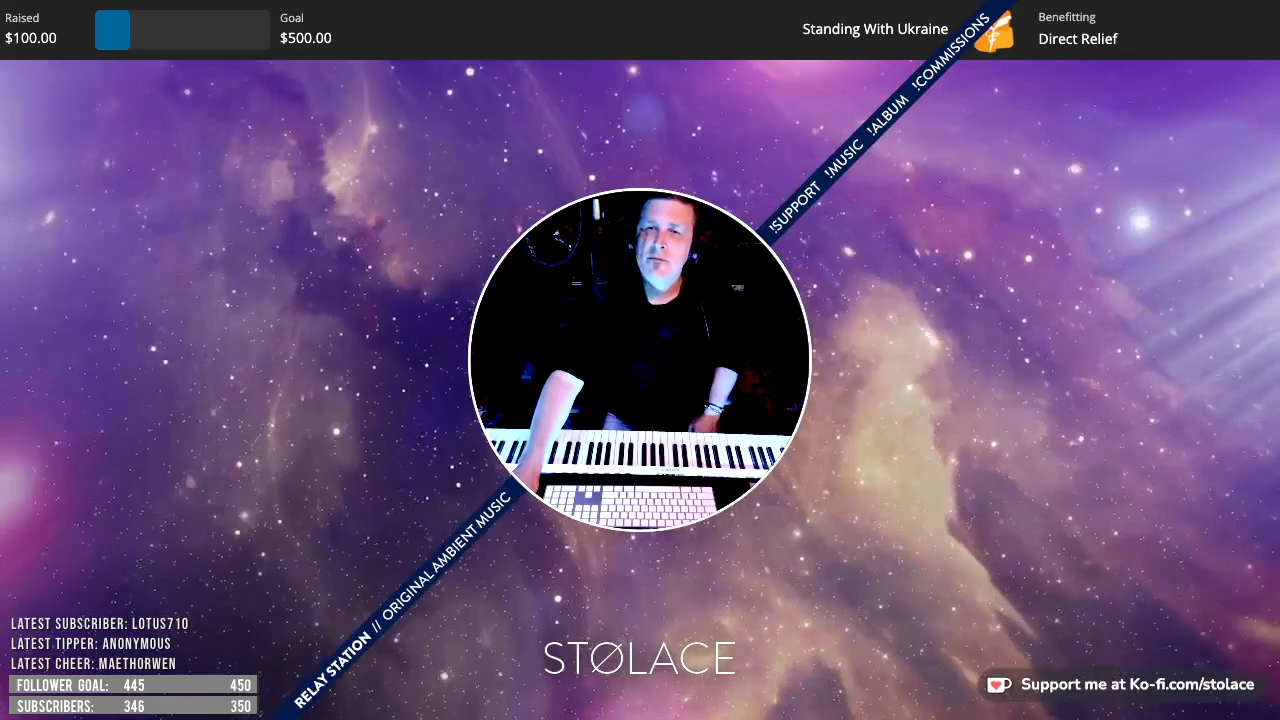 Raised
$100.00
Goal
$500.00
Standing With Ukraine
Benefitting
Direct Relief
!SUPPORT !MUSIC !ALBUM !COMMISSIONS
RELAY STATION // ORIGINAL AMBIENT MUSIC
STØLACE
LATEST SUBSCRIBER: LOTUS710
LATEST TIPPER: ANONYMOUS
LATEST CHEER: MAETHORWEN
FOLLOWER GOAL: 445 450
SUBSCRIBERS: 346 350
Support me at Ko-fi.com/stolace